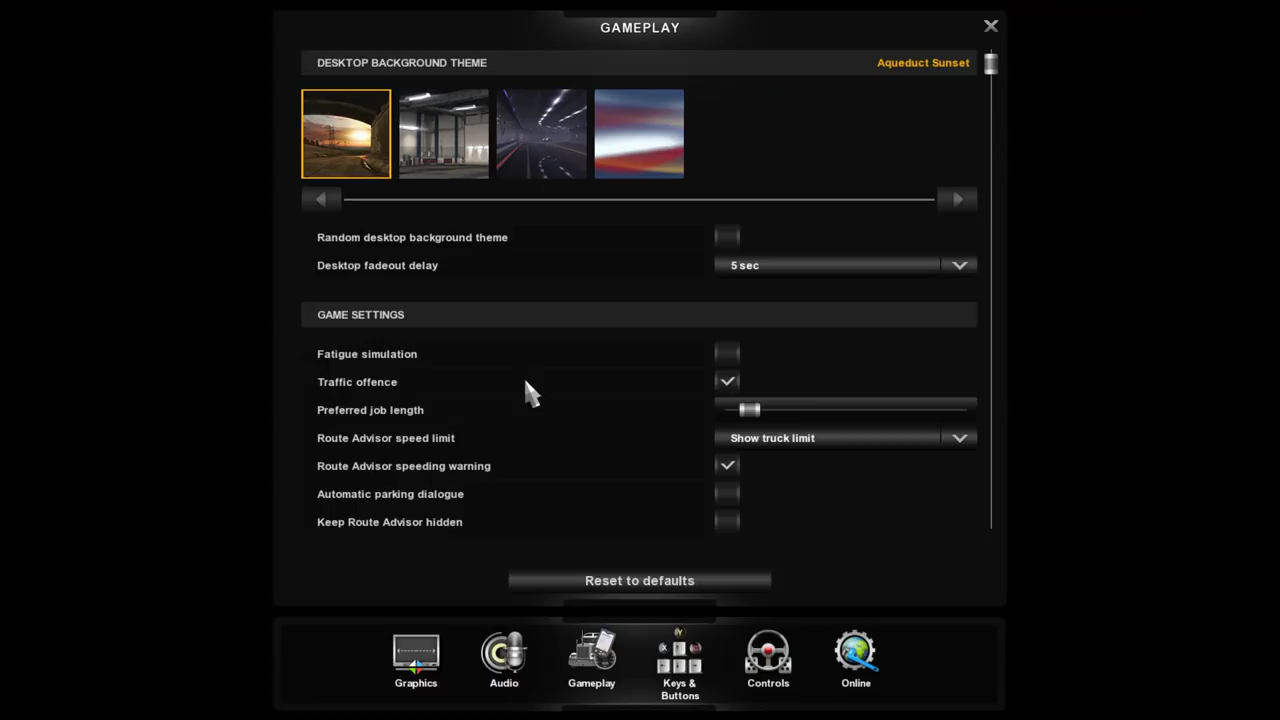 GAMEPLAY
DESKTOP BACKGROUND THEME Aqueduct Sunset
Random desktop background theme
Desktop fadeout delay 5 sec
GAME SETTINGS
Fatigue simulation
Traffic offence
Preferred job length
Route Advisor speed limit Show truck limit
Route Advisor speeding warning
Automatic parking dialogue
Keep Route Advisor hidden
Reset to defaults
Graphics Audio Gameplay Keys & Controls Online
Buttons